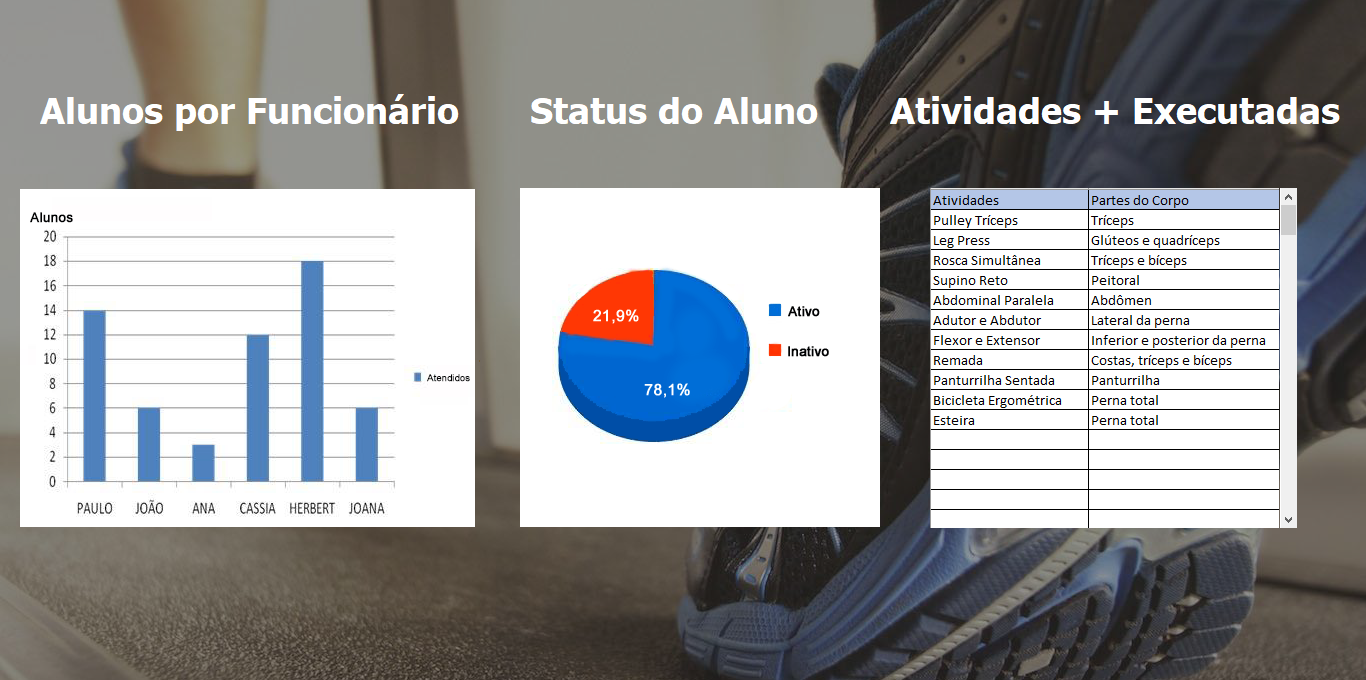 Alunos por Funcionário
Status do Aluno
Atividades + Executadas
Alunos
20
18
16
14
12
10
8
6
4
2
0
PAULO JOÃO ANA CASSIA HERBERT JOANA
Atendidos
21,9%
78,1%
Ativo
Inativo
Atividades Partes do Corpo
Pulley Tríceps Tríceps
Leg Press Glúteos e quadríceps
Rosca Simultânea Tríceps e bíceps
Supino Reto Peitoral
Abdominal Paralela Abdômen
Adutor e Abdutor Lateral da perna
Flexor e Extensor Inferior e posterior da perna
Remada Costas, tríceps e bíceps
Panturrilha Sentada Panturrilha
Bicicleta Ergométrica Perna total
Esteira Perna total